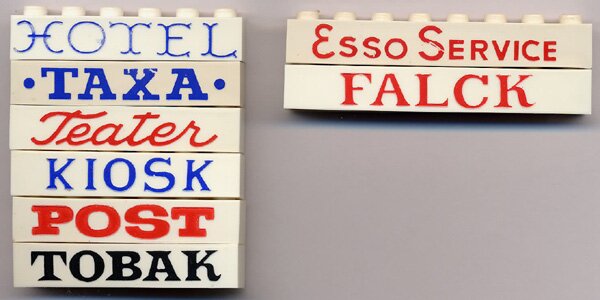 HOTEL
• TAXA •
Teater
KIOSK
POST
TOBAK
ESSO SERVICE
FALCK